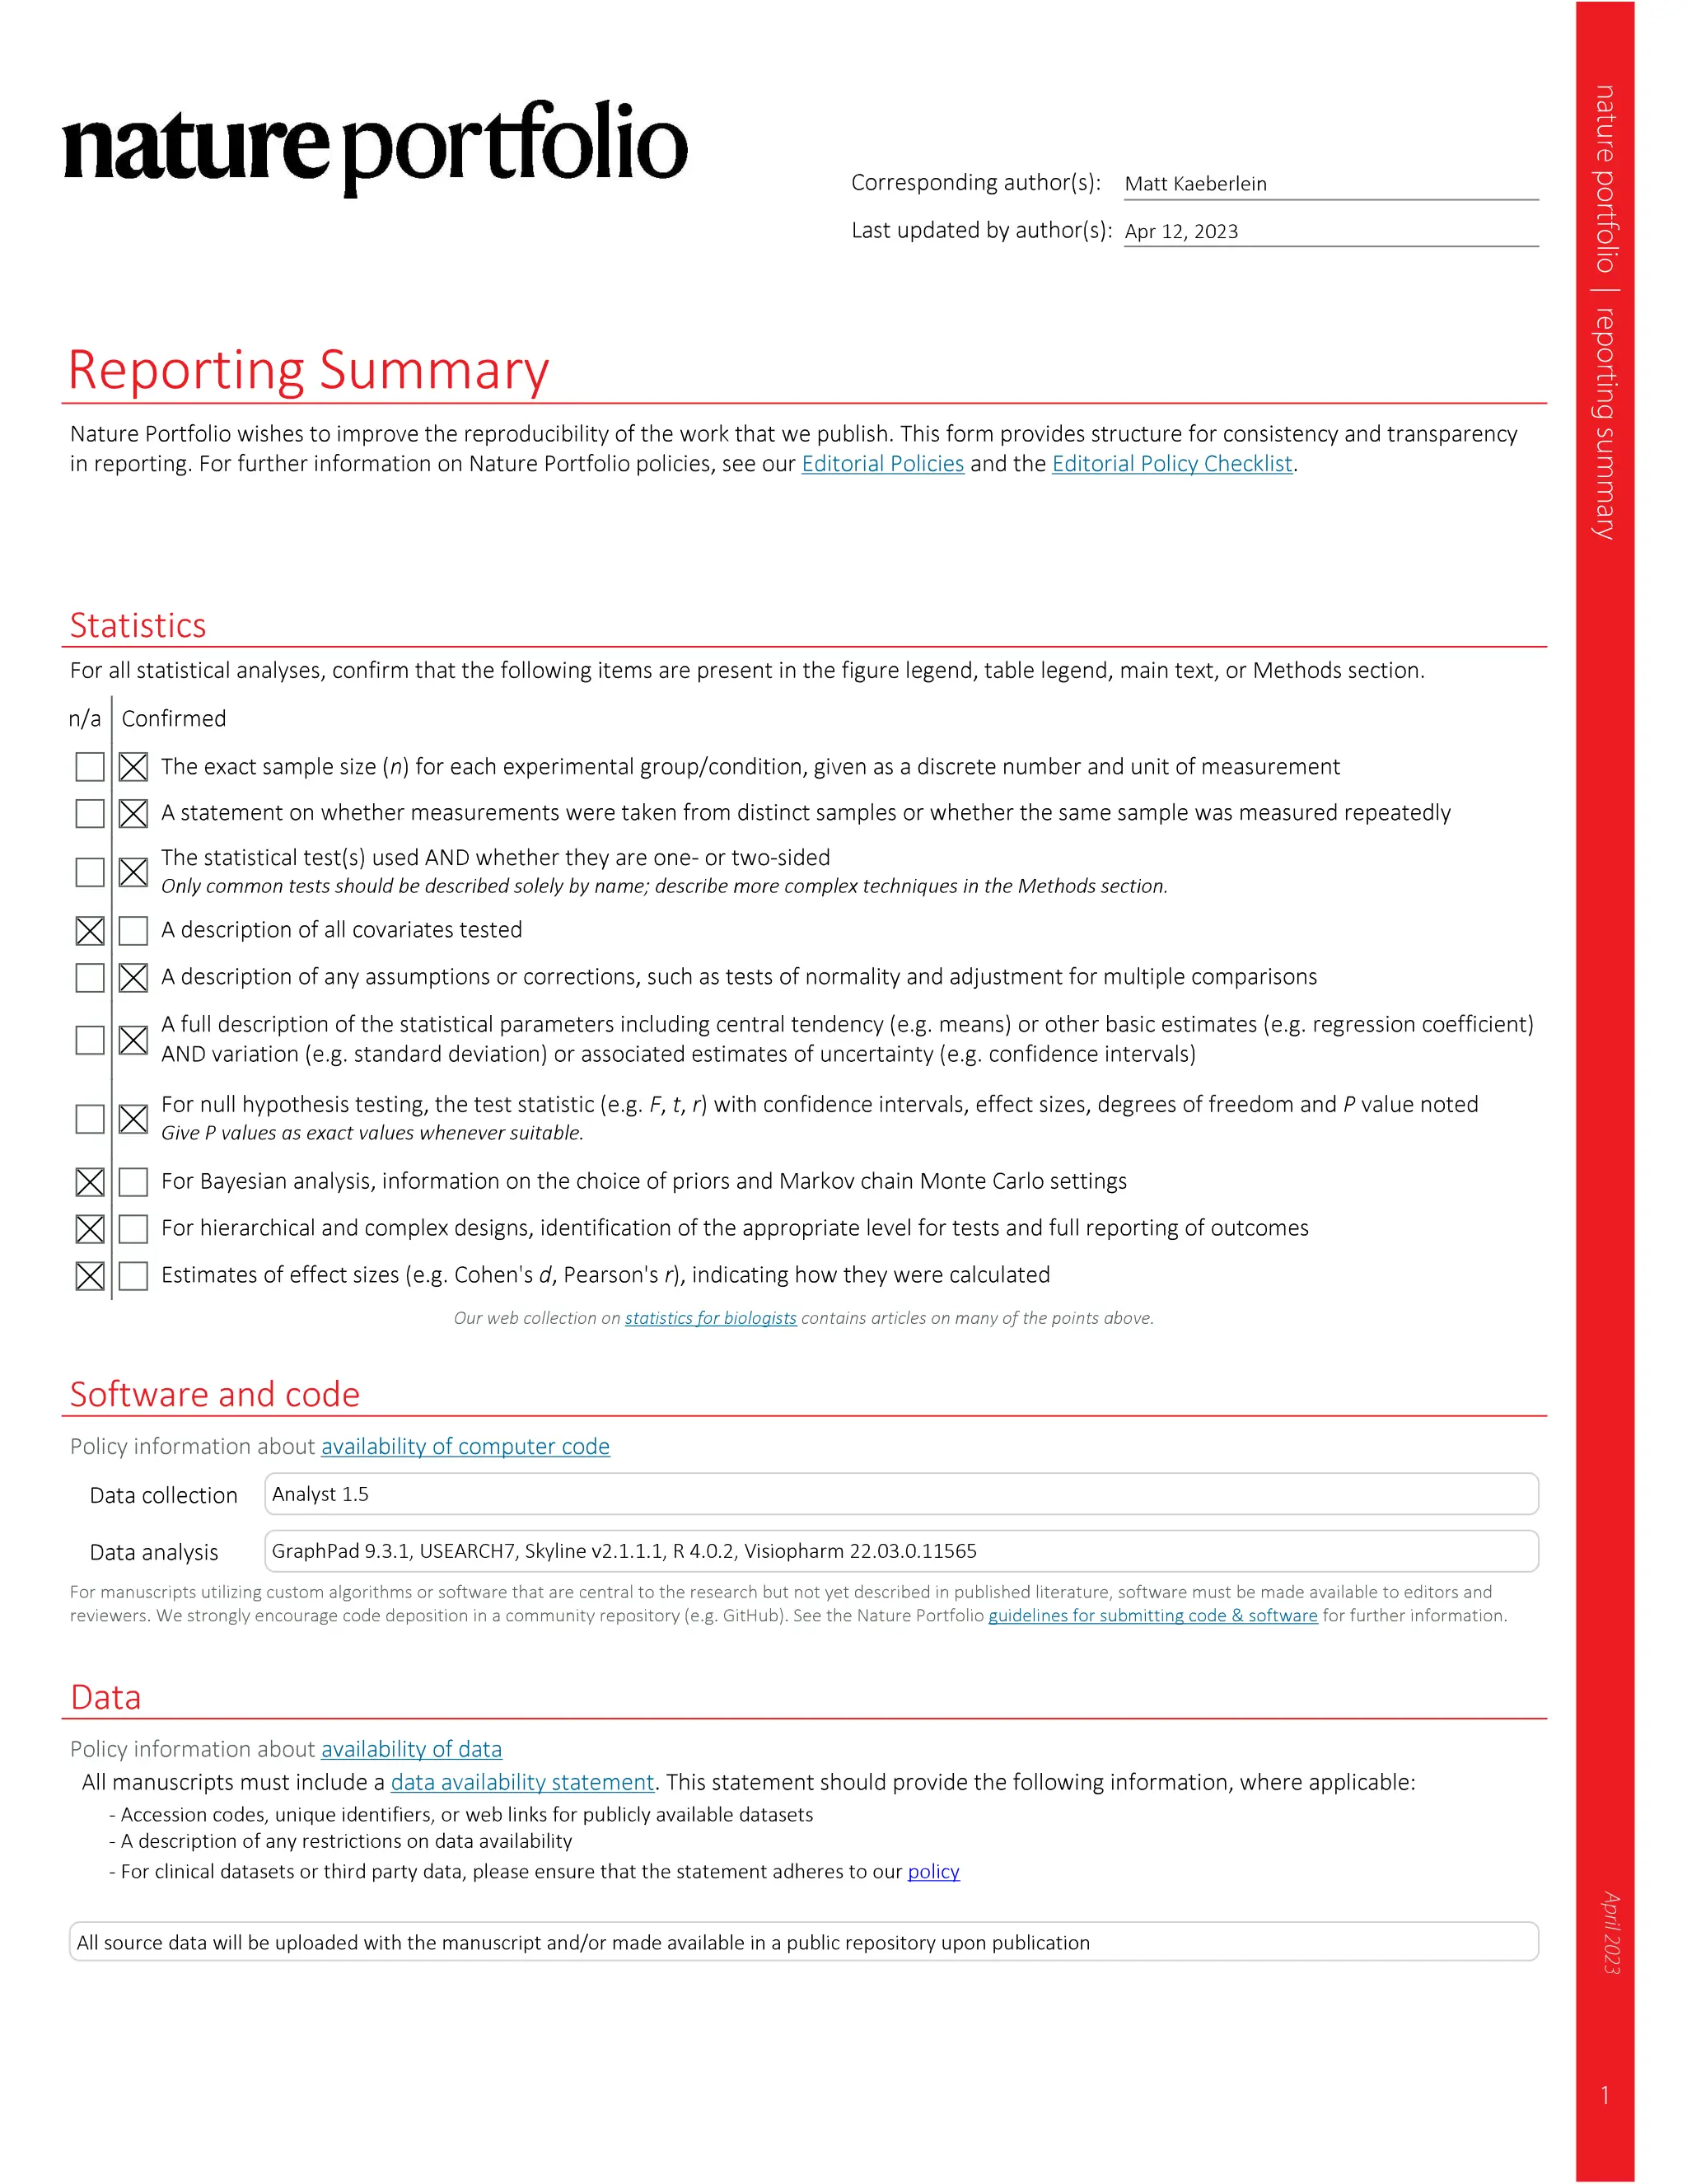 nature portfolio
Corresponding author(s): Matt Kaeberlein
Last updated by author(s): Apr 12, 2023
Reporting Summary
Nature Portfolio wishes to improve the reproducibility of the work that we publish. This form provides structure for consistency and transparency
in reporting. For further information on Nature Portfolio policies, see our Editorial Policies and the Editorial Policy Checklist.
Statistics
For all statistical analyses, confirm that the following items are present in the figure legend, table legend, main text, or Methods section.
n/a Confirmed
The exact sample size (n) for each experimental group/condition, given as a discrete number and unit of measurement
A statement on whether measurements were taken from distinct samples or whether the same sample was measured repeatedly
The statistical test(s) used AND whether they are one- or two-sided
Only common tests should be described solely by name; describe more complex techniques in the Methods section.
A description of all covariates tested
A description of any assumptions or corrections, such as tests of normality and adjustment for multiple comparisons
A full description of the statistical parameters including central tendency (e.g. means) or other basic estimates (e.g. regression coefficient)
AND variation (e.g. standard deviation) or associated estimates of uncertainty (e.g. confidence intervals)
For null hypothesis testing, the test statistic (e.g. F, t, r) with confidence intervals, effect sizes, degrees of freedom and P value noted
Give P values as exact values whenever suitable.
For Bayesian analysis, information on the choice of priors and Markov chain Monte Carlo settings
For hierarchical and complex designs, identification of the appropriate level for tests and full reporting of outcomes
Estimates of effect sizes (e.g. Cohen's d, Pearson's r), indicating how they were calculated
Our web collection on statistics for biologists contains articles on many of the points above.
Software and code
Policy information about availability of computer code
Data collection Analyst 1.5
Data analysis GraphPad 9.3.1, USEARCH7, Skyline v2.1.1.1, R 4.0.2, Visiopharm 22.03.0.11565
For manuscripts utilizing custom algorithms or software that are central to the research but not yet described in published literature, software must be made available to editors and
reviewers. We strongly encourage code deposition in a community repository (e.g. GitHub). See the Nature Portfolio guidelines for submitting code & software for further information.
Data
Policy information about availability of data
All manuscripts must include a data availability statement. This statement should provide the following information, where applicable:
- Accession codes, unique identifiers, or web links for publicly available datasets
- A description of any restrictions on data availability
- For clinical datasets or third party data, please ensure that the statement adheres to our policy
All source data will be uploaded with the manuscript and/or made available in a public repository upon publication
nature portfolio | reporting summary
April 2023
1